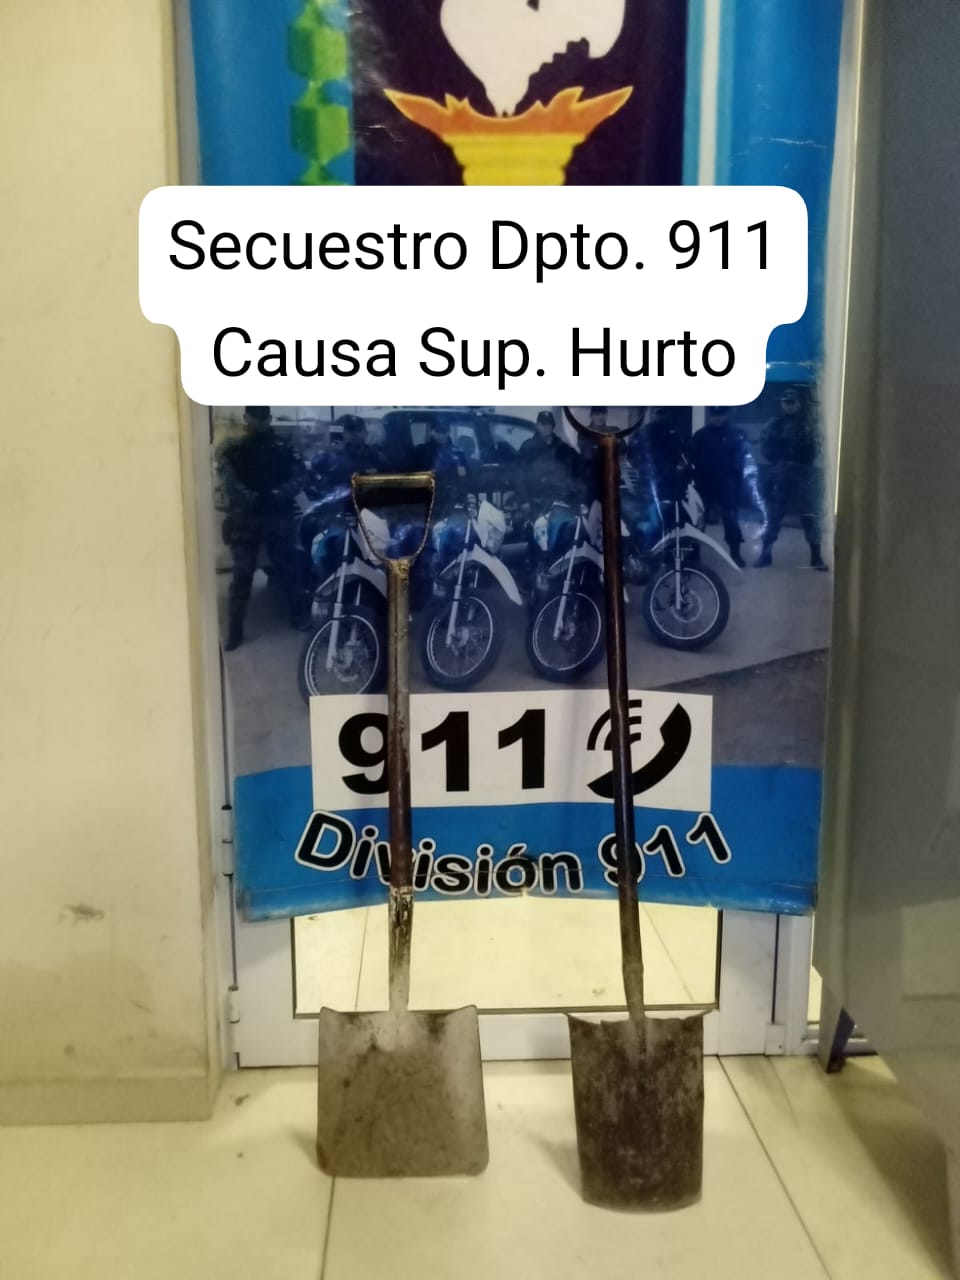 Secuestro Dpto. 911
Causa Sup. Hurto
911
División 911